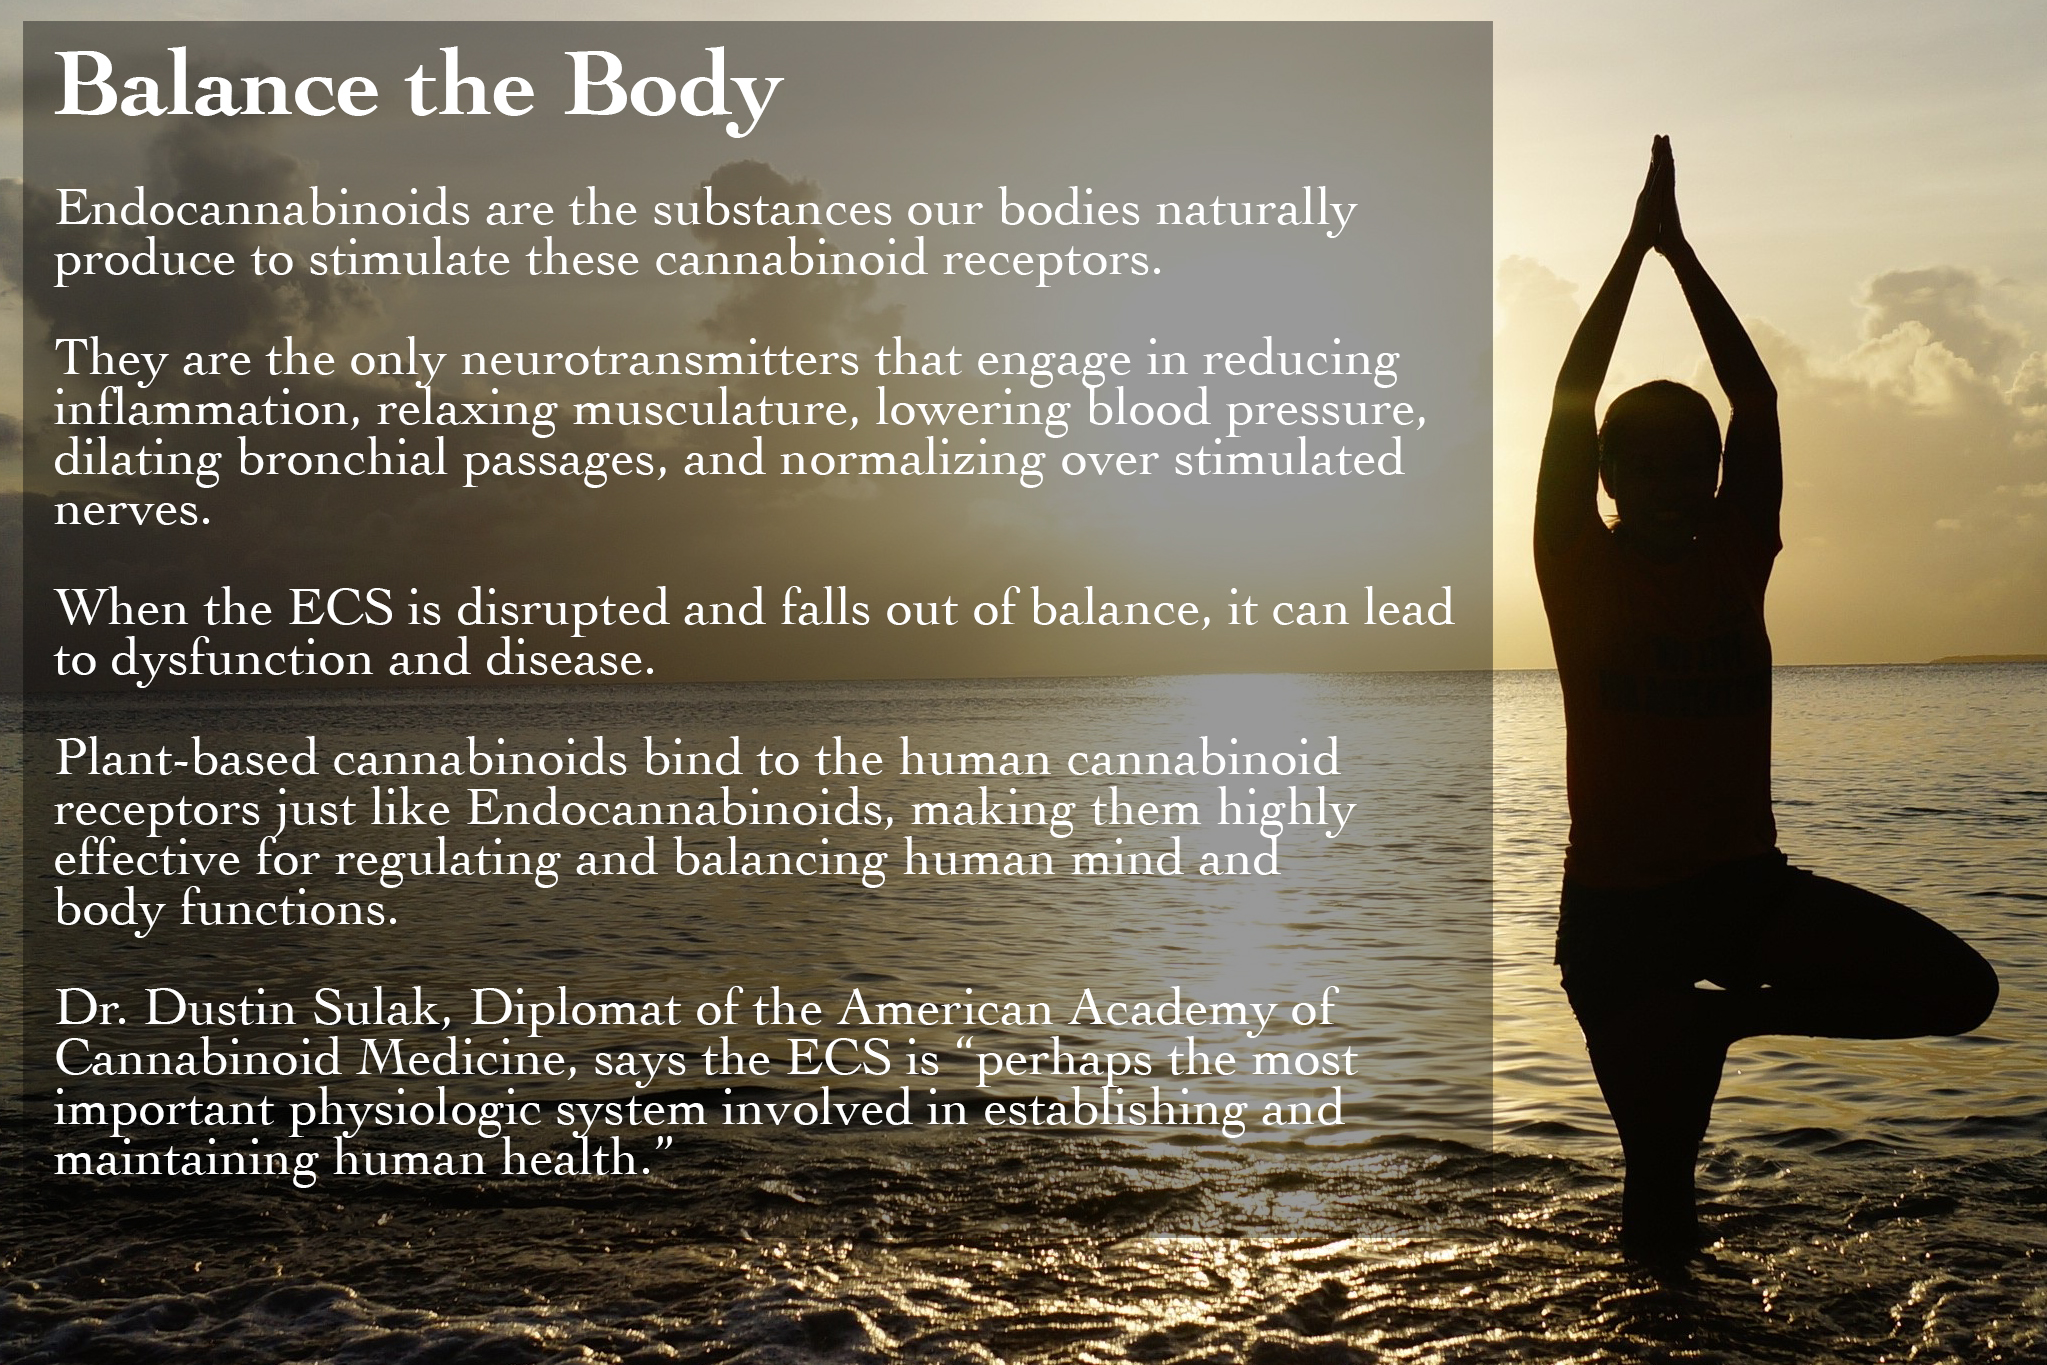 Balance the Body
Endocannabinoids are the substances our bodies naturally
produce to stimulate these cannabinoid receptors.
They are the only neurotransmitters that engage in reducing
inflammation, relaxing musculature, lowering blood pressure,
dilating bronchial passages, and normalizing over stimulated
nerves.
When the ECS is disrupted and falls out of balance, it can lead
to dysfunction and disease.
Plant-based cannabinoids bind to the human cannabinoid
receptors just like Endocannabinoids, making them highly
effective for regulating and balancing human mind and
body functions.
Dr. Dustin Sulak, Diplomat of the American Academy of
Cannabinoid Medicine, says the ECS is “perhaps the most
important physiologic system involved in establishing and
maintaining human health.”